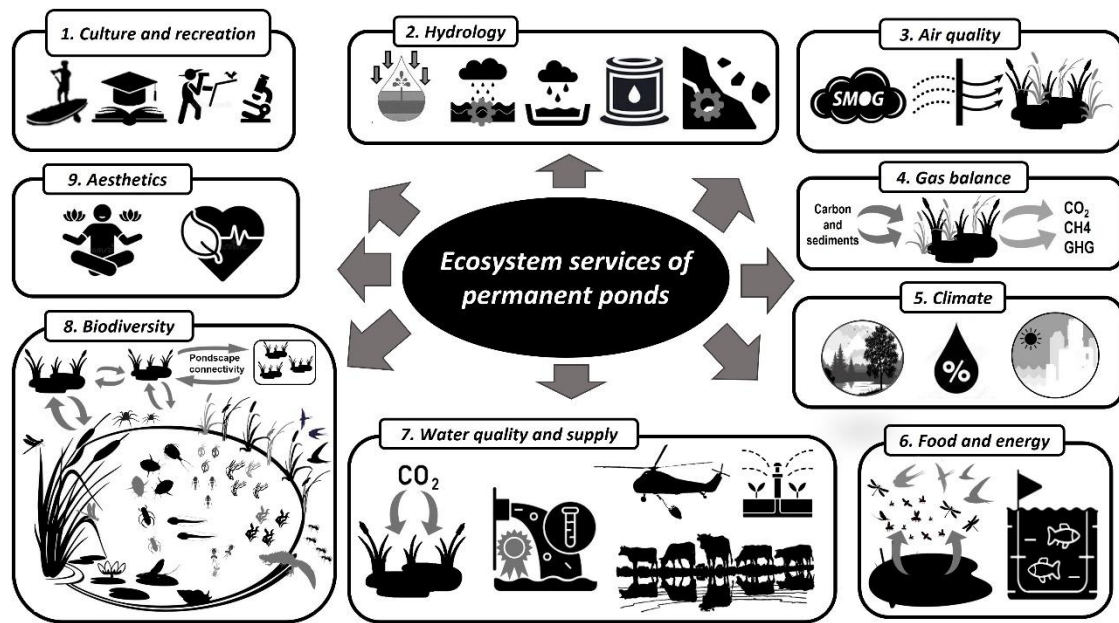 1. Culture and recreation
2. Hydrology
3. Air quality
SMOG
9. Aesthetics
Ecosystem services of
permanent ponds
4. Gas balance
Carbon
and
sediments
CO₂
CH4
GHG
5. Climate
%
8. Biodiversity
Pondscape
connectivity
7. Water quality and supply
CO₂
6. Food and energy